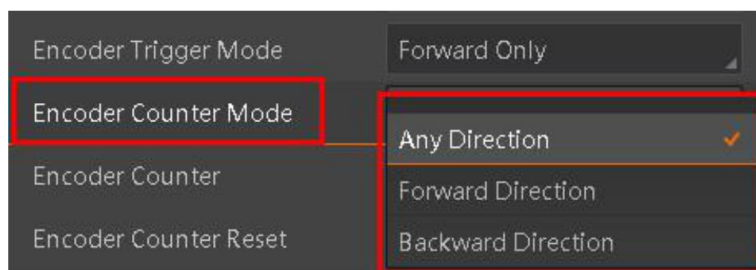 Encoder Trigger Mode Forward Only
Encoder Counter Mode
Any Direction
Encoder Counter
Forward Direction
Encoder Counter Reset
Backward Direction